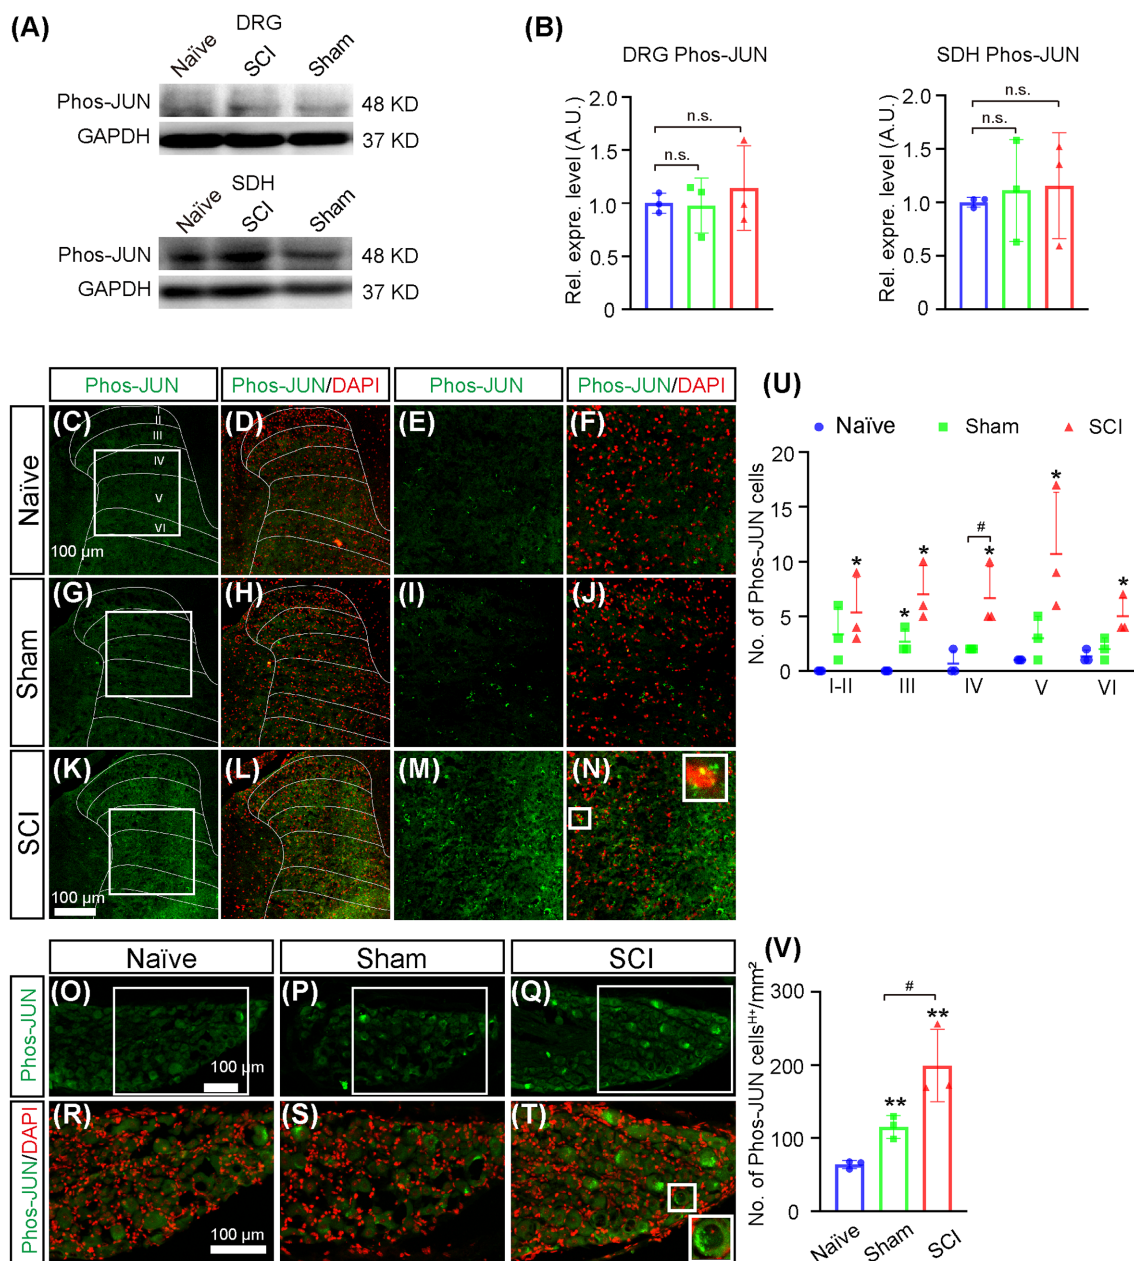 (A)
DRG
Naïve SCI Sham
Phos-JUN 48 KD
GAPDH 37 KD
SDH
Naïve SCI Sham
Phos-JUN 48 KD
GAPDH 37 KD
(B)
DRG Phos-JUN
Rel. expre. level (A.U.)
2.0
1.5
1.0
0.5
0
n.s.
n.s.
SDH Phos-JUN
Rel. expre. level (A.U.)
2.0
1.5
1.0
0.5
0
n.s.
n.s.
Phos-JUN Phos-JUN/DAPI Phos-JUN Phos-JUN/DAPI
Naïve
(C) (D) (E) (F)
I
II
III
IV
V
VI
100 µm
Sham
(G) (H) (I) (J)
SCI
(K) (L) (M) (N)
100 µm
(U)
Naïve Sham SCI
No. of Phos-JUN cells
20
15
10
5
0
* * * # * * *
I-II III IV V VI
Naïve Sham SCI
Phos-JUN
(O) (P) (Q)
100 µm
Phos-JUN/DAPI
(R) (S) (T)
100 µm
(V)
No. of Phos-JUN cellsᴴ⁺/mm²
300
200
100
0
#
**
**
Naïve Sham SCI